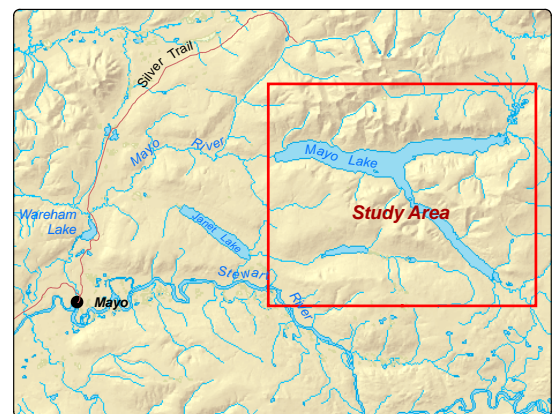 Silver Trail
Mayo River
Mayo Lake
Study Area
Wareham
Lake
Janet Lake
Stewart
River
Mayo